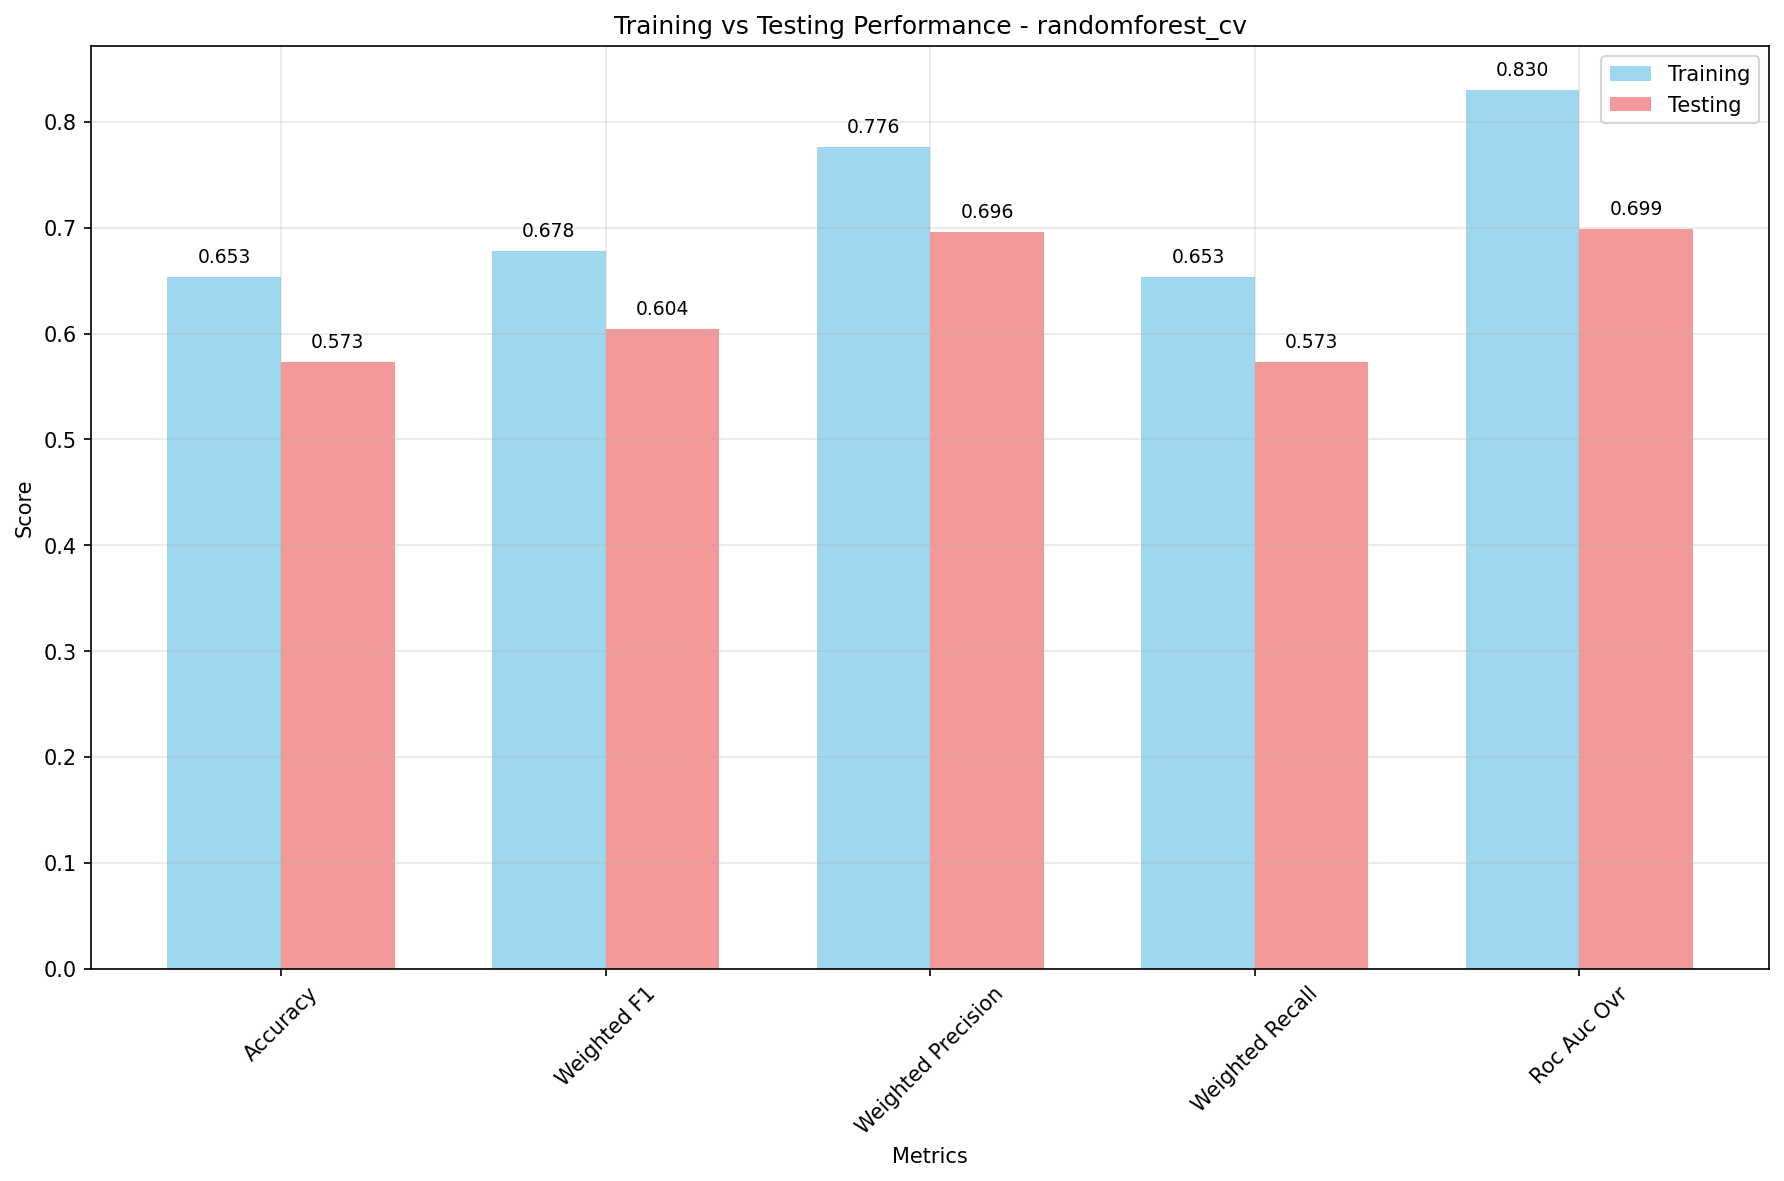 Training vs Testing Performance - randomforest_cv
Training
Testing
0.830
0.776
0.699
0.696
0.678
0.653
0.653
0.604
0.573
0.573
Score
0.8
0.7
0.6
0.5
0.4
0.3
0.2
0.1
0.0
Accuracy
Weighted F1
Weighted Precision
Weighted Recall
Roc Auc Ovr
Metrics